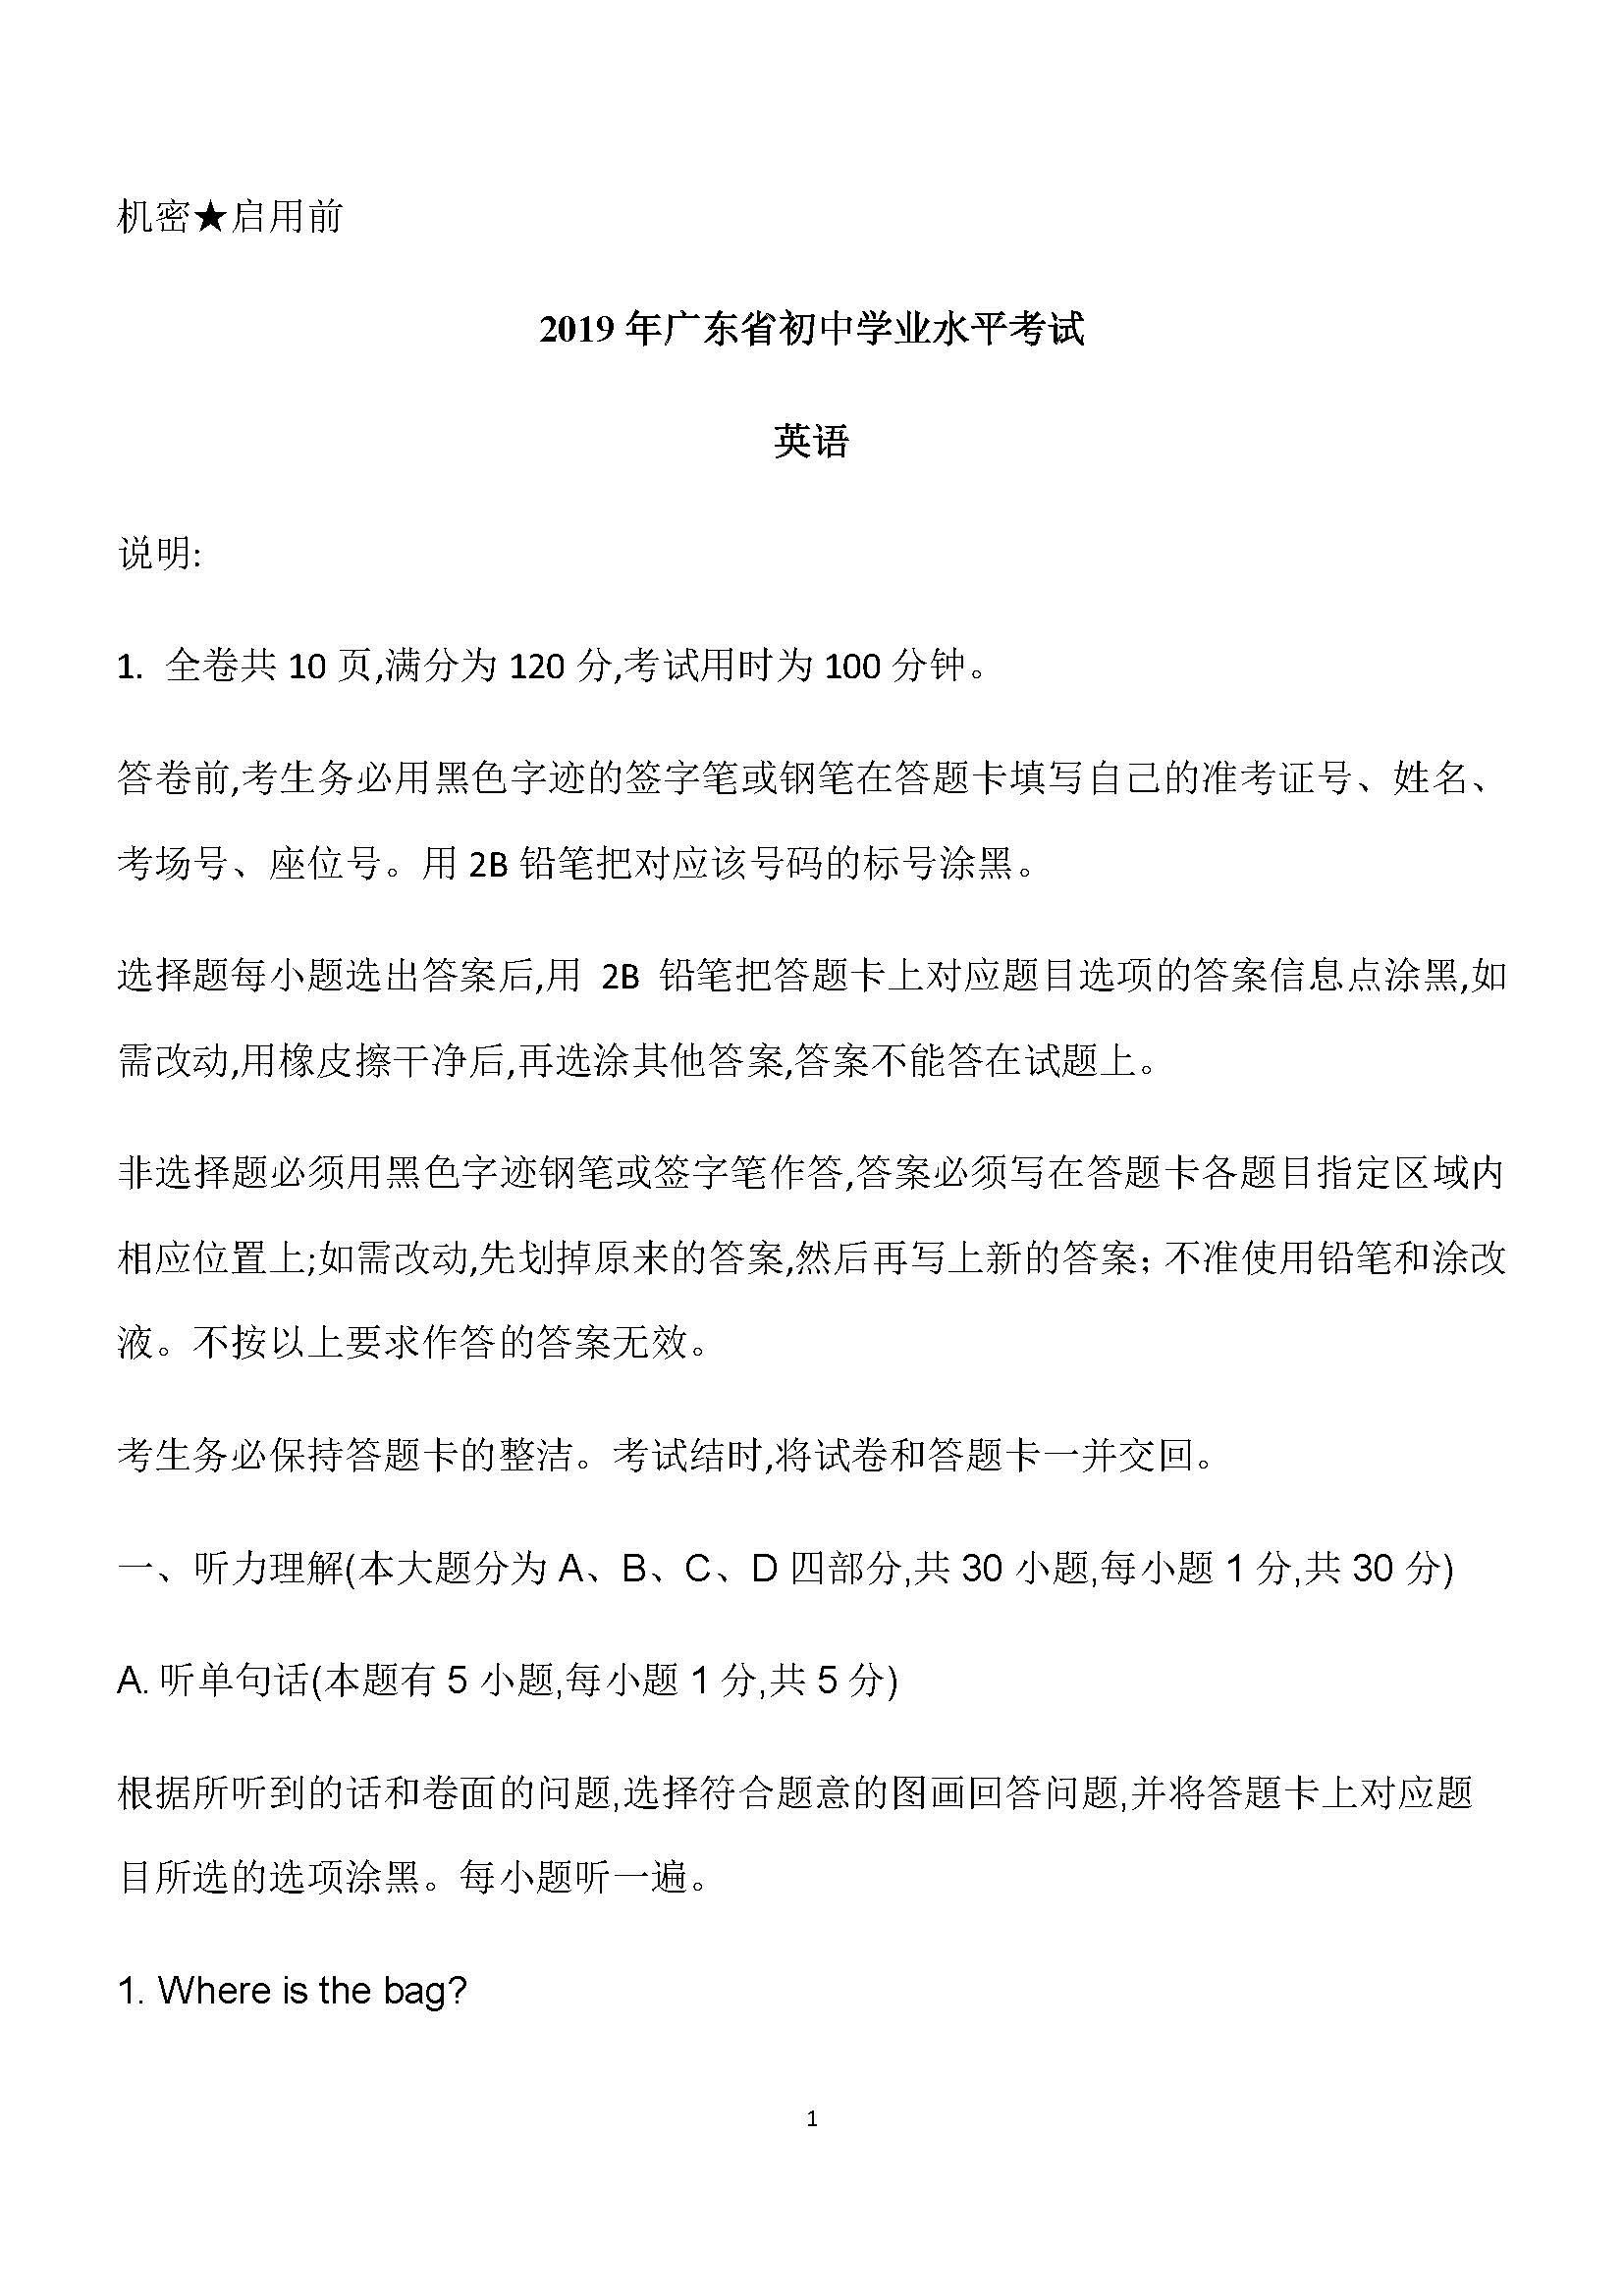 机密★启用前
2019 年广东省初中学业水平考试
英语
说明:
1. 全卷共 10 页,满分为 120 分,考试用时为 100 分钟。
答卷前,考生务必用黑色字迹的签字笔或钢笔在答题卡填写自己的准考证号、姓名、
考场号、座位号。用 2B 铅笔把对应该号码的标号涂黑。
选择题每小题选出答案后,用 2B 铅笔把答题卡上对应题目选项的答案信息点涂黑,如
需改动,用橡皮擦干净后,再选涂其他答案,答案不能答在试题上。
非选择题必须用黑色字迹钢笔或签字笔作答,答案必须写在答题卡各题目指定区域内
相应位置上;如需改动,先划掉原来的答案,然后再写上新的答案；不准使用铅笔和涂改
液。不按以上要求作答的答案无效。
考生务必保持答题卡的整洁。考试结时,将试卷和答题卡一并交回。
一、听力理解(本大题分为 A、B、C、D 四部分,共 30 小题,每小题 1 分,共 30 分)
A. 听单句话(本题有 5 小题,每小题 1 分,共 5 分)
根据所听到的话和卷面的问题,选择符合题意的图画回答问题,并将答题卡上对应题
目所选的选项涂黑。每小题听一遍。
1. Where is the bag?
1